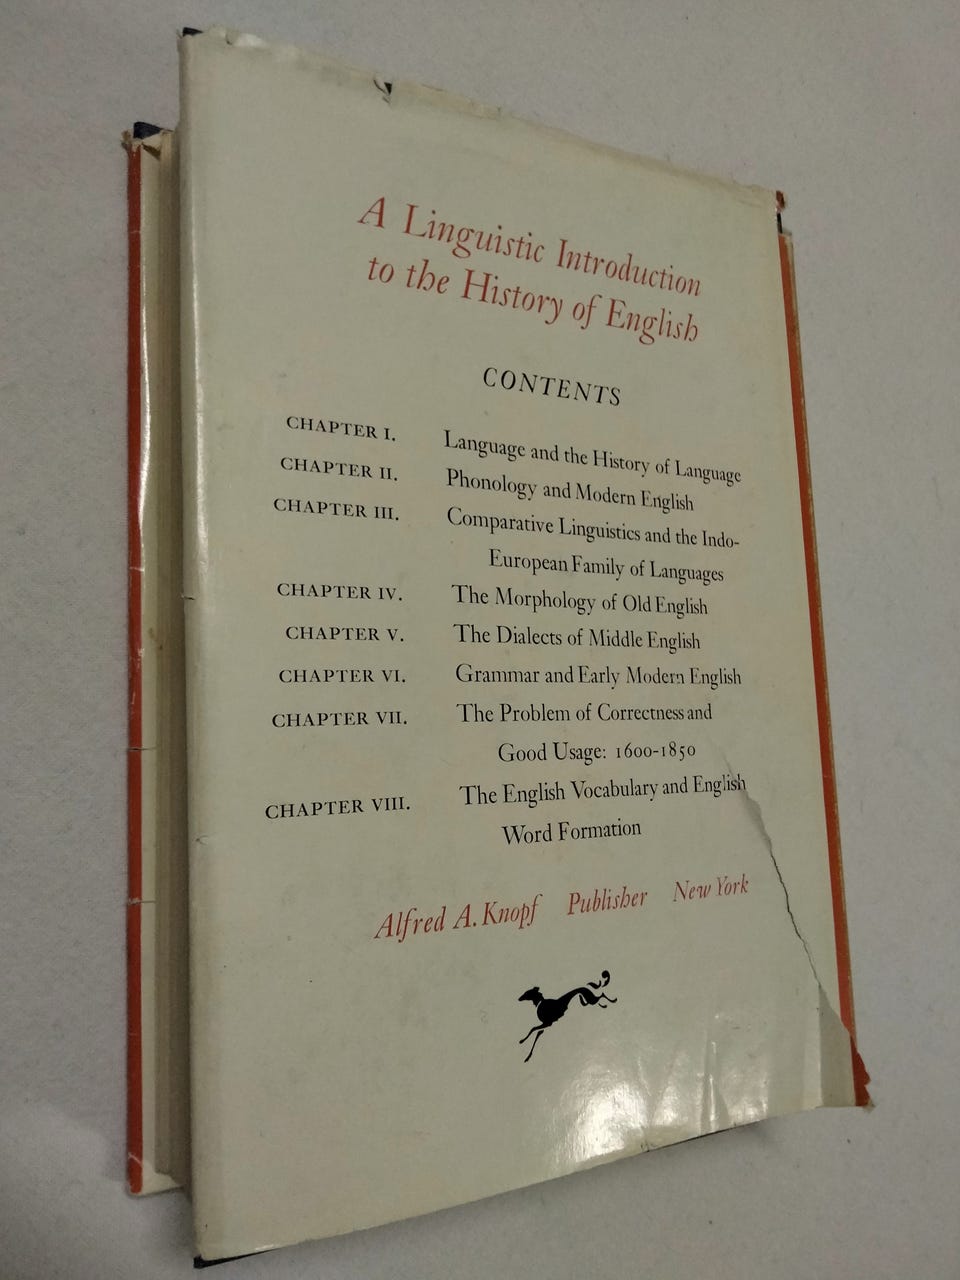 A Linguistic Introduction
to the History of English
CONTENTS
CHAPTER I. Language and the History of Language
CHAPTER II. Phonology and Modern English
CHAPTER III. Comparative Linguistics and the Indo-
European Family of Languages
CHAPTER IV. The Morphology of Old English
CHAPTER V. The Dialects of Middle English
CHAPTER VI. Grammar and Early Modern English
CHAPTER VII. The Problem of Correctness and
Good Usage: 1600-1850
CHAPTER VIII. The English Vocabulary and English
Word Formation
Alfred A. Knopf Publisher New York